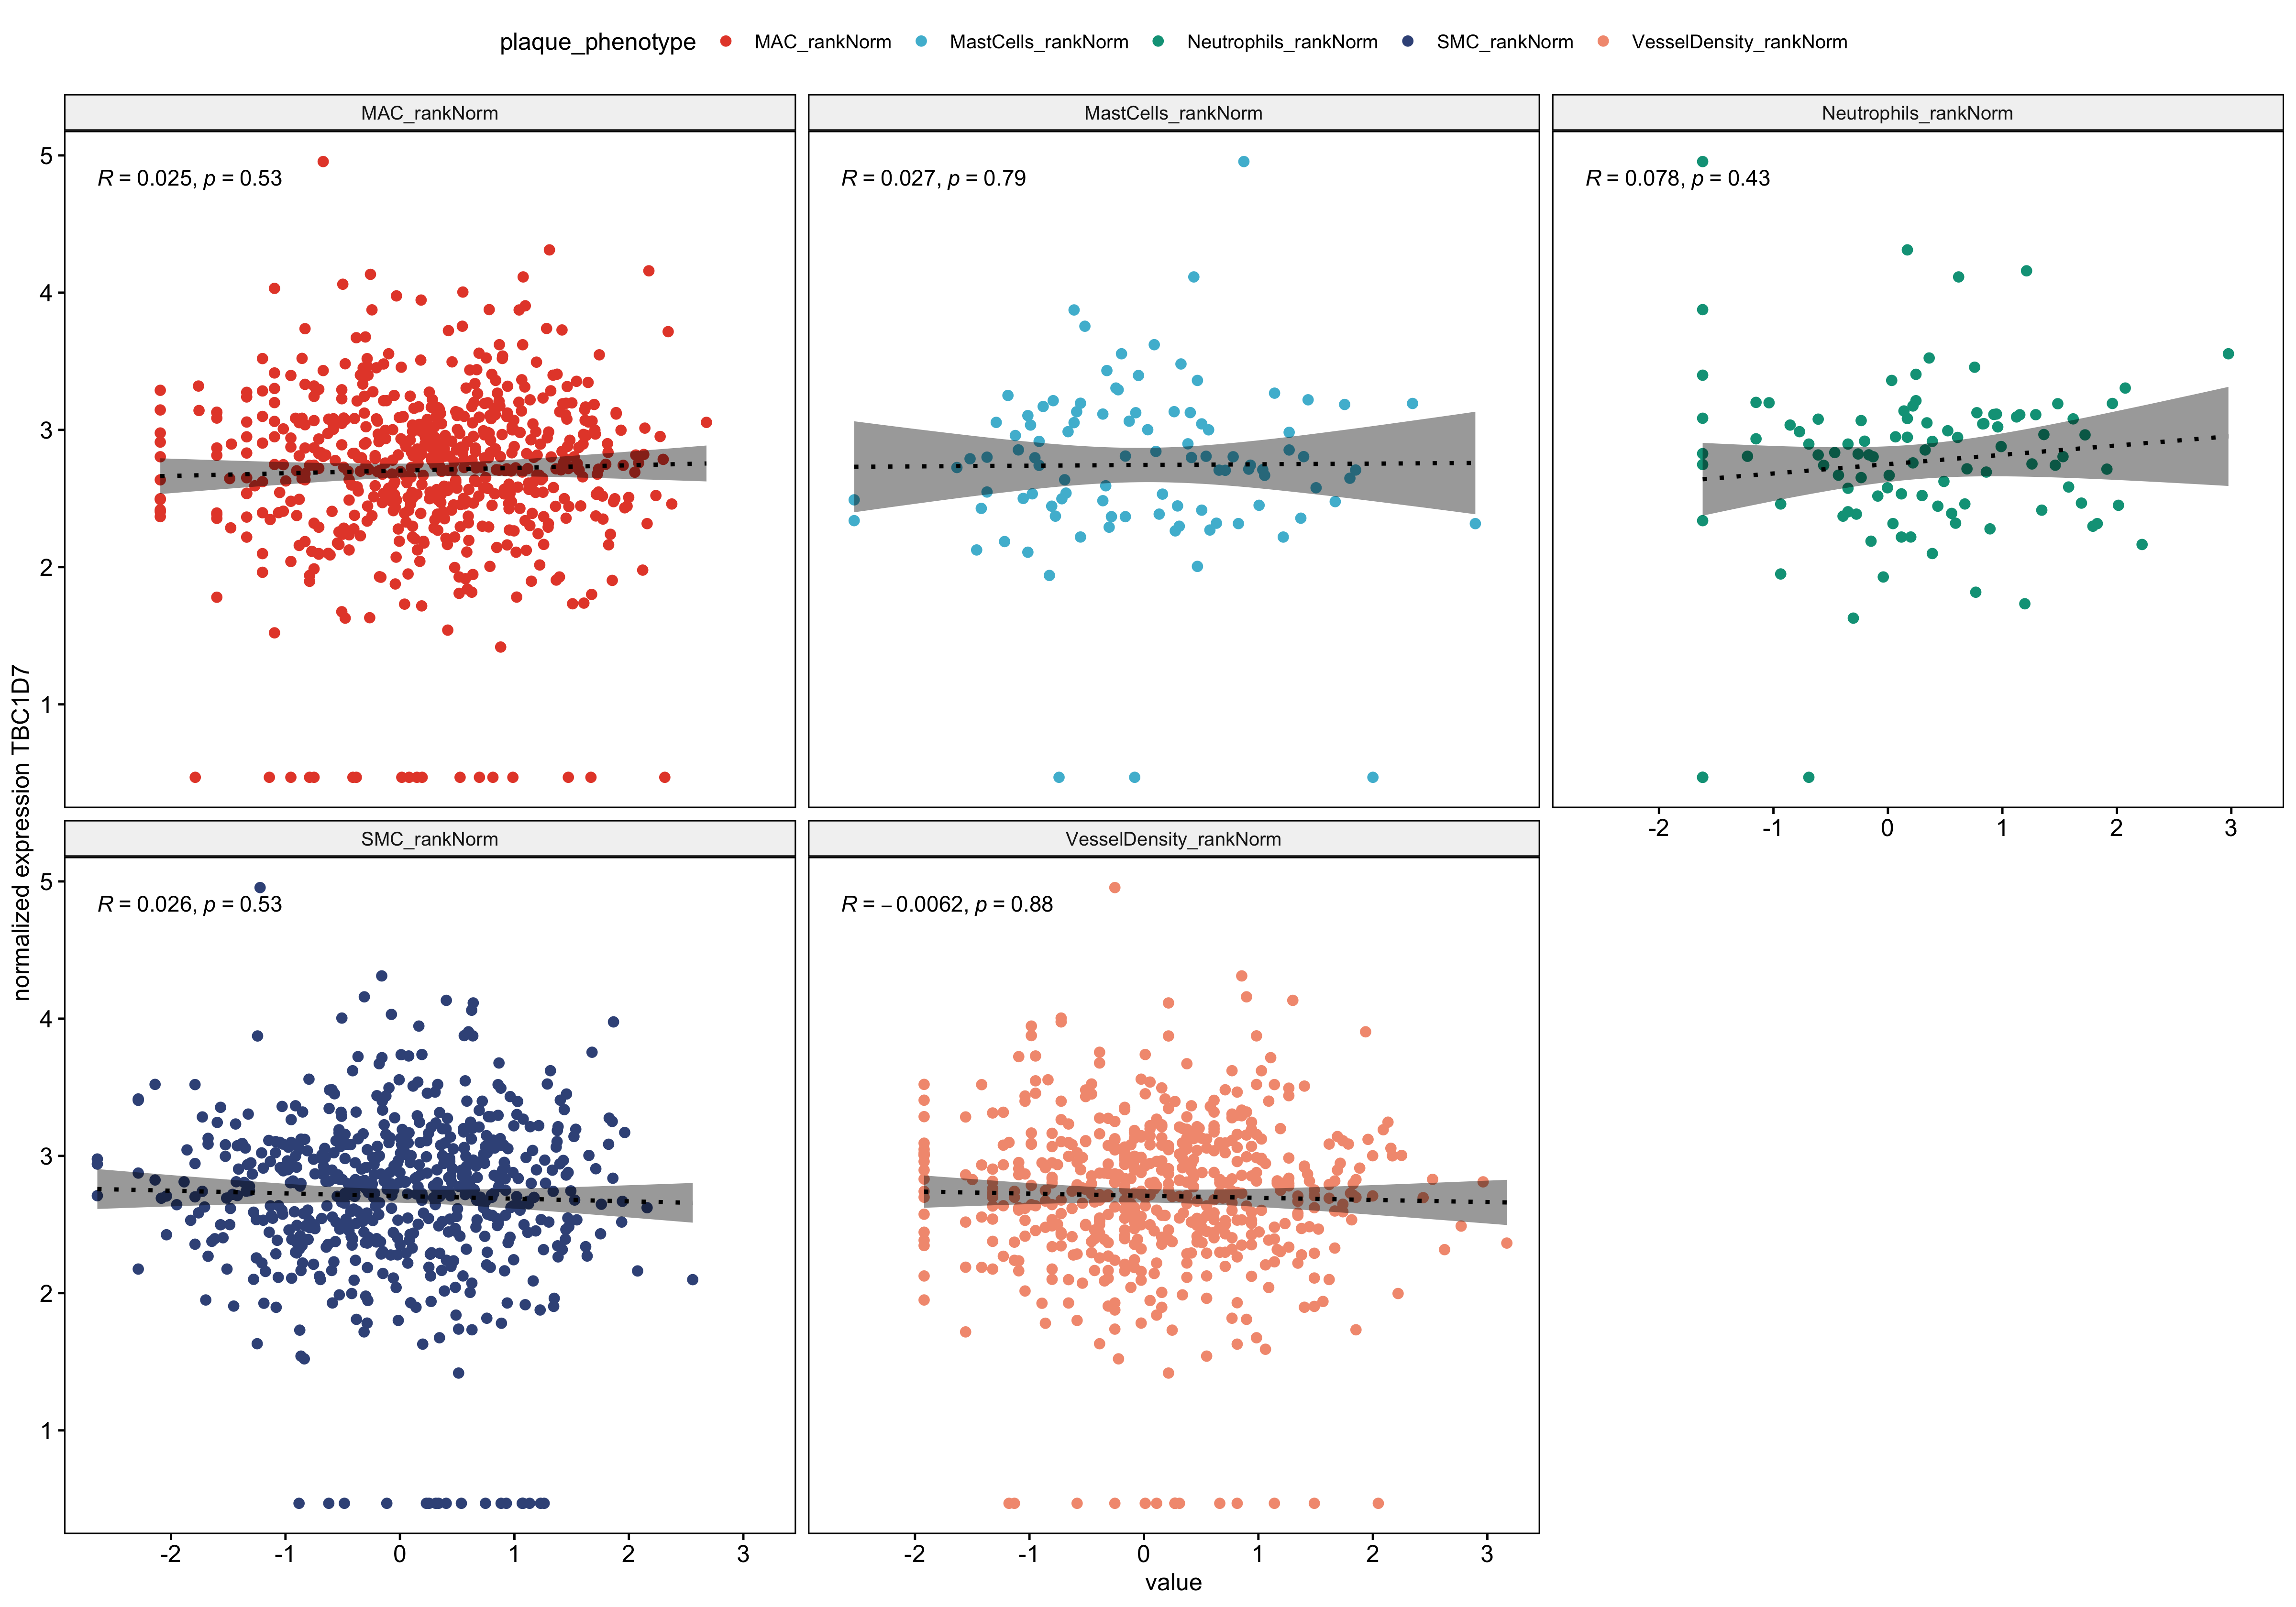 plaque_phenotype MAC_rankNorm MastCells_rankNorm Neutrophils_rankNorm SMC_rankNorm VesselDensity_rankNorm
MAC_rankNorm MastCells_rankNorm Neutrophils_rankNorm
R = 0.025, p = 0.53
R = 0.027, p = 0.79
R = 0.078, p = 0.43
5
4
3
2
1
-2 -1 0 1 2 3
normalized expression TBC1D7
SMC_rankNorm VesselDensity_rankNorm
R = 0.026, p = 0.53
R = −0.0062, p = 0.88
5
4
3
2
1
-2 -1 0 1 2 3
-2 -1 0 1 2 3
value